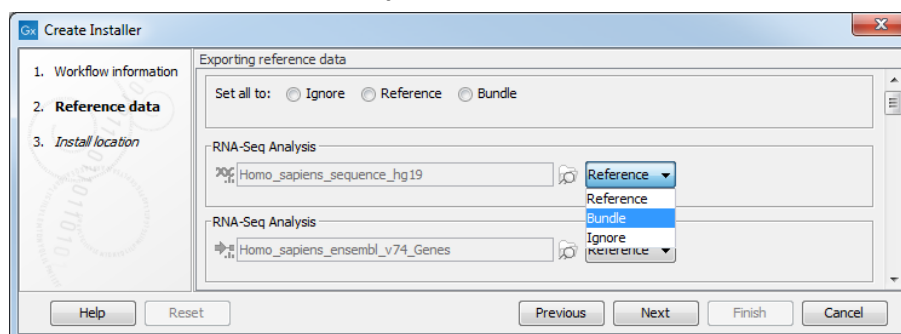 Gx Create Installer
1. Workflow information
2. Reference data
3. Install location
Exporting reference data
Set all to: Ignore Reference Bundle
RNA-Seq Analysis
Homo_sapiens_sequence_hg19 Reference
Reference
Bundle
Ignore
RNA-Seq Analysis
Homo_sapiens_ensembl_v74_Genes Reference
Help Reset Previous Next Finish Cancel